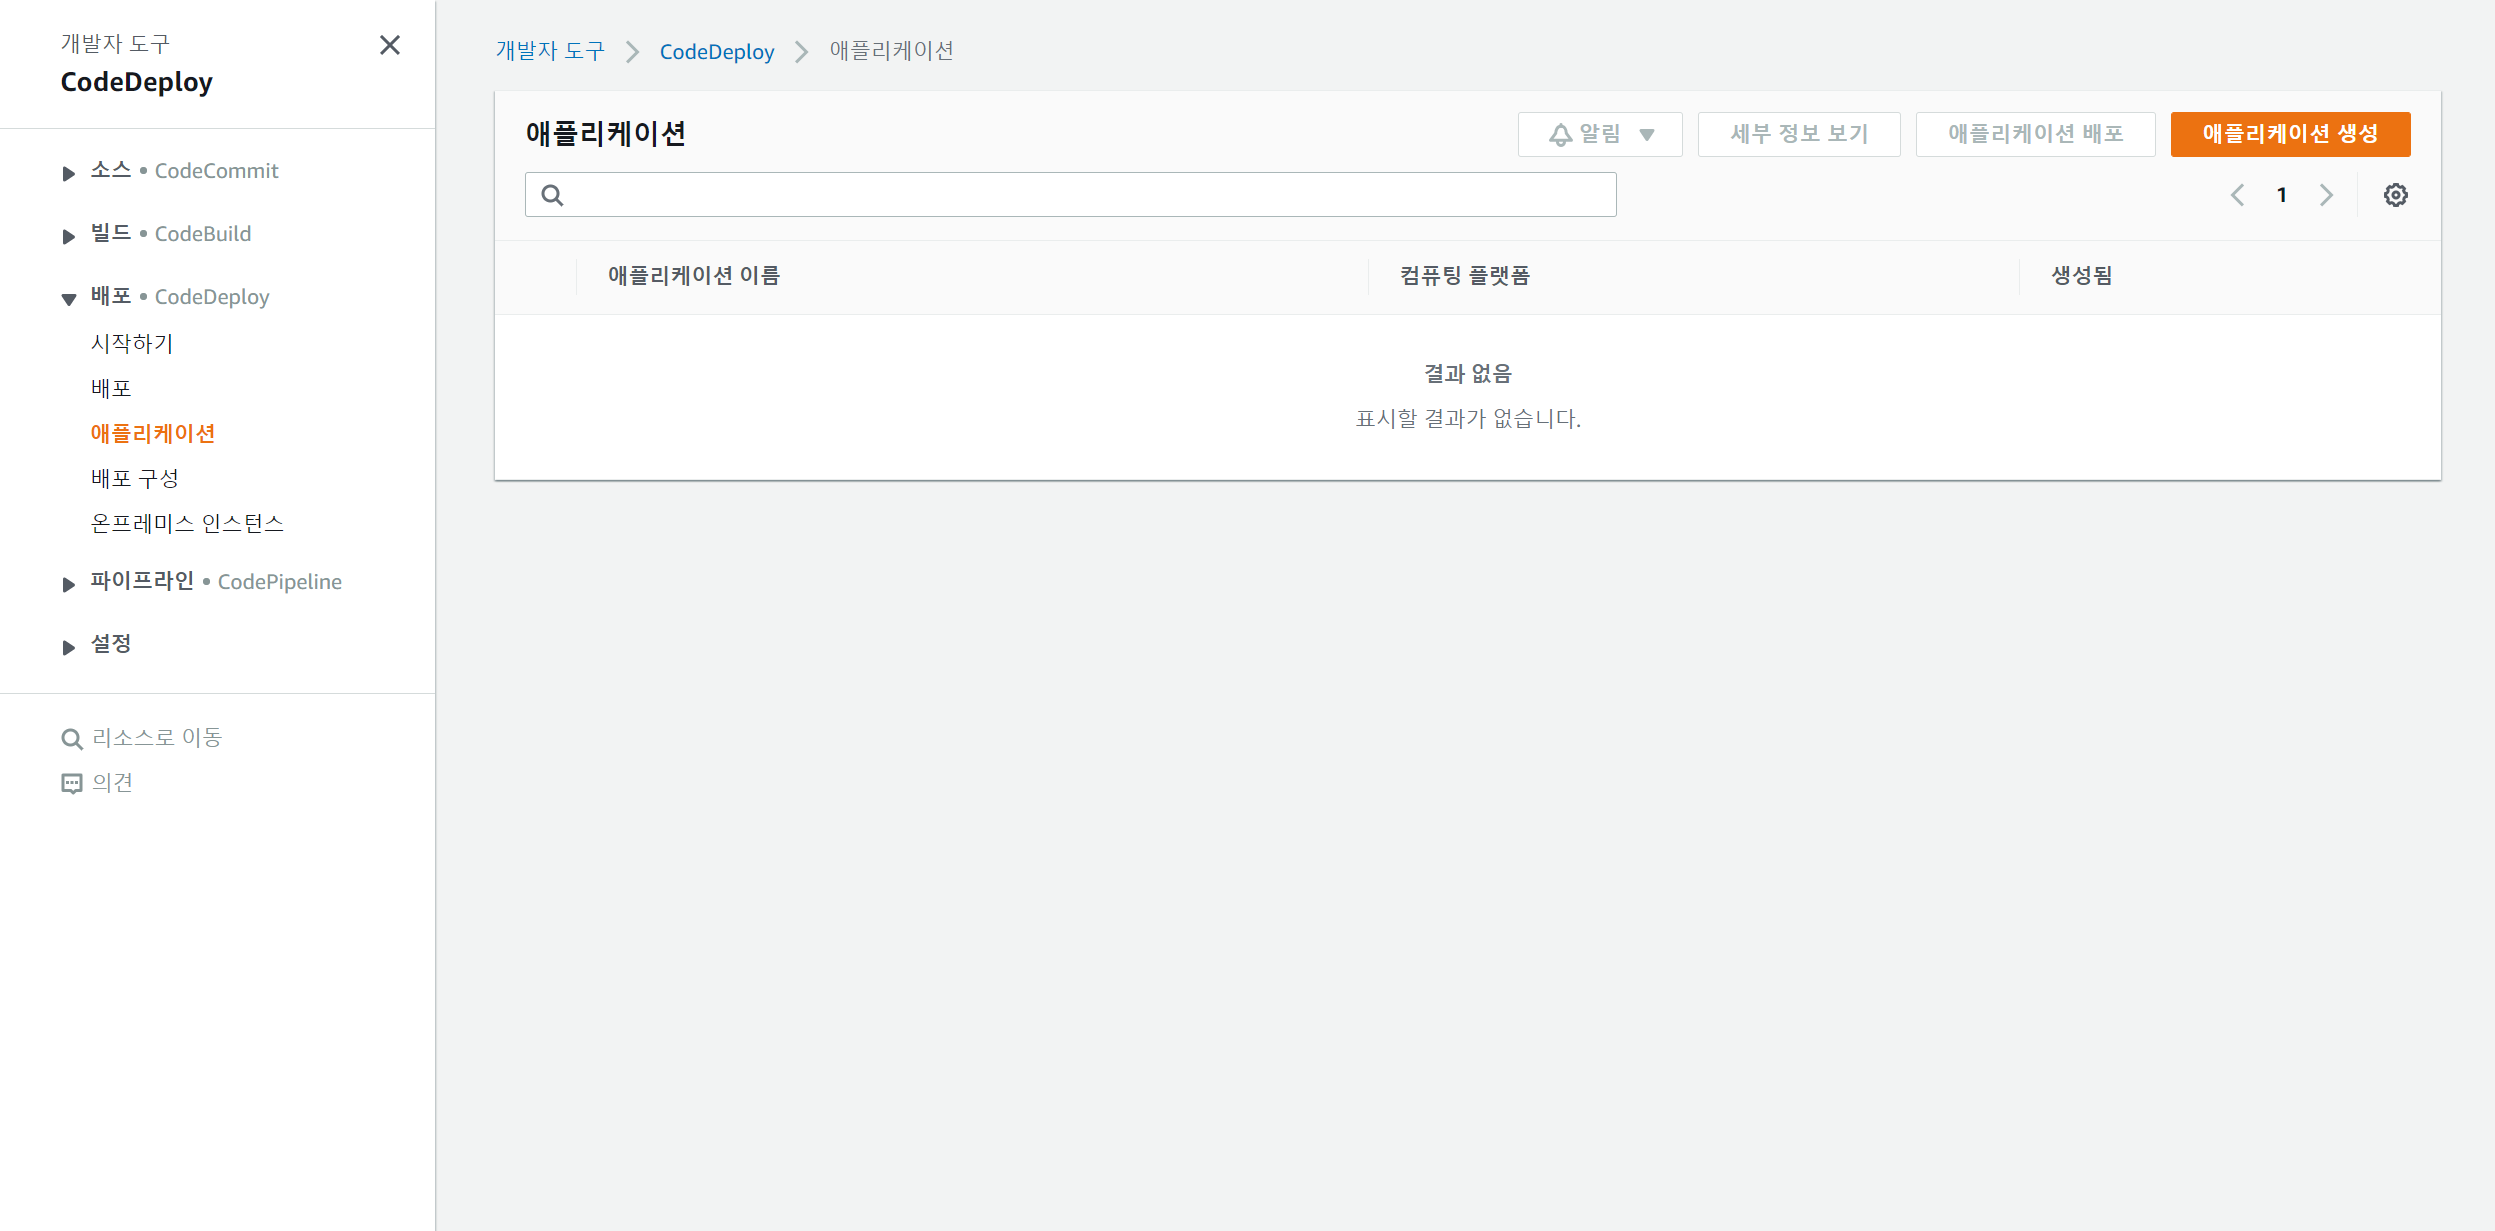 개발자 도구
CodeDeploy
소스 • CodeCommit
빌드 • CodeBuild
배포 • CodeDeploy
시작하기
배포
애플리케이션
배포 구성
온프레미스 인스턴스
파이프라인 • CodePipeline
설정
리소스로 이동
의견
개발자 도구 > CodeDeploy > 애플리케이션
애플리케이션
알림
세부 정보 보기
애플리케이션 배포
애플리케이션 생성
1
애플리케이션 이름
컴퓨팅 플랫폼
생성됨
결과 없음
표시할 결과가 없습니다.